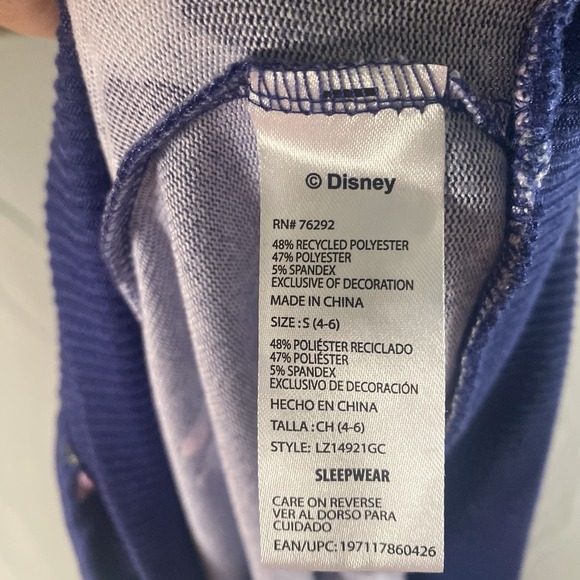 © Disney
RN# 76292
48% RECYCLED POLYESTER
47% POLYESTER
5% SPANDEX
EXCLUSIVE OF DECORATION
MADE IN CHINA
SIZE : S (4-6)
48% POLIÉSTER RECICLADO
47% POLIÉSTER
5% SPANDEX
EXCLUSIVO DE DECORACIÓN
HECHO EN CHINA
TALLA : CH (4-6)
STYLE: LZ14921GC
SLEEPWEAR
CARE ON REVERSE
VER AL DORSO PARA
CUIDADO
EAN/UPC: 197117860426